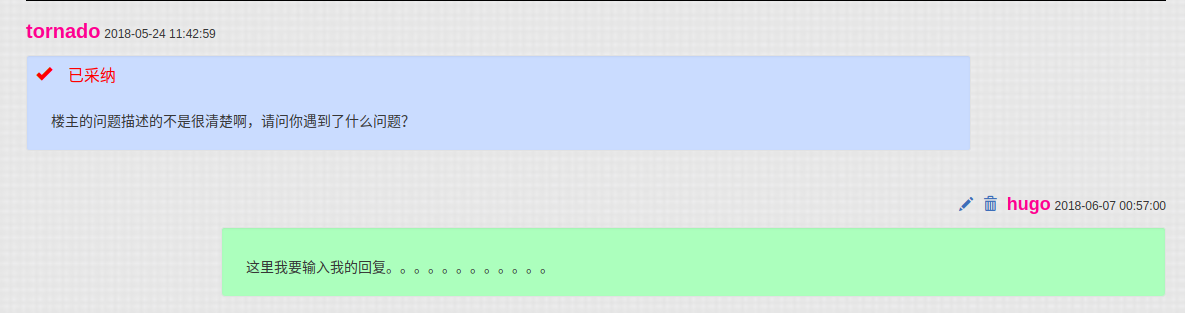 tornado 2018-05-24 11:42:59
已采纳
楼主的问题描述的不是很清楚啊，请问你遇到了什么问题?
hugo 2018-06-07 00:57:00
这里我要输入我的回复。。。。。。。。。。。。